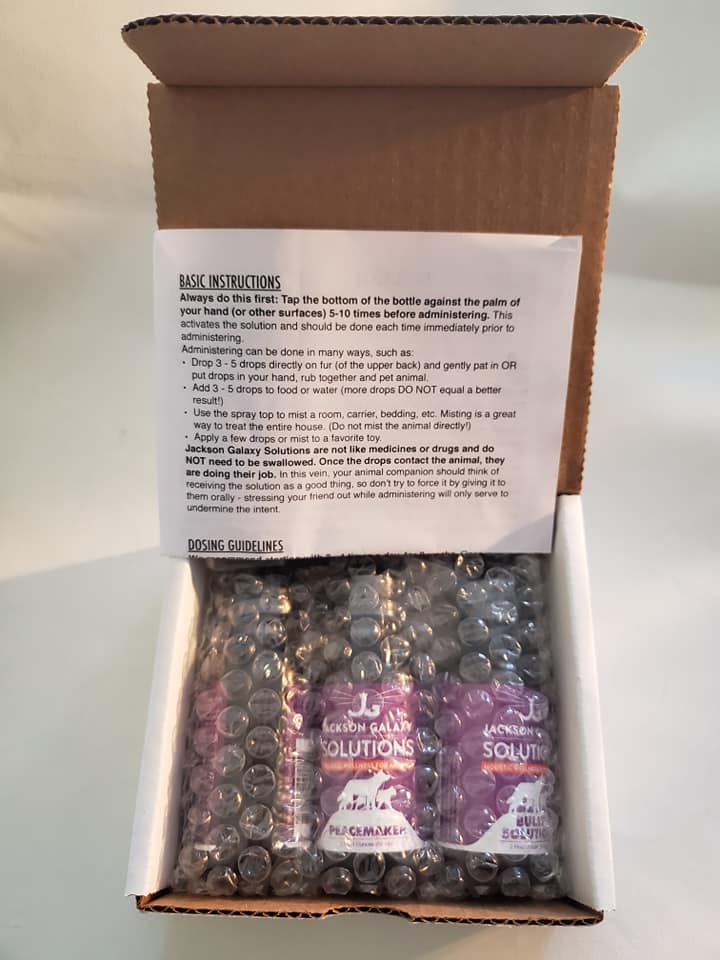 BASIC INSTRUCTIONS
Always do this first: Tap the bottom of the bottle against the palm of
your hand (or other surfaces) 5-10 times before administering. This
activates the solution and should be done each time immediately prior to
administering.
Administering can be done in many ways, such as:
• Drop 3 - 5 drops directly on fur (of the upper back) and gently pat in OR
put drops in your hand, rub together and pet animal.
• Add 3 - 5 drops to food or water (more drops DO NOT equal a better
result!)
• Use the spray top to mist a room, carrier, bedding, etc. Misting is a great
way to treat the entire house. (Do not mist the animal directly!)
• Apply a few drops or mist to a favorite toy.
Jackson Galaxy Solutions are not like medicines or drugs and do
NOT need to be swallowed. Once the drops contact the animal, they
are doing their job. In this vein, your animal companion should think of
receiving the solution as a good thing, so don't try to force it by giving it to
them orally - stressing your friend out while administering will only serve to
undermine the intent.
DOSING GUIDELINES
JACKSON GALAXY
SOLUTIONS
PEACEMAKER
JACKSON G
SOLUTIO
BULLY
SOLUTIO